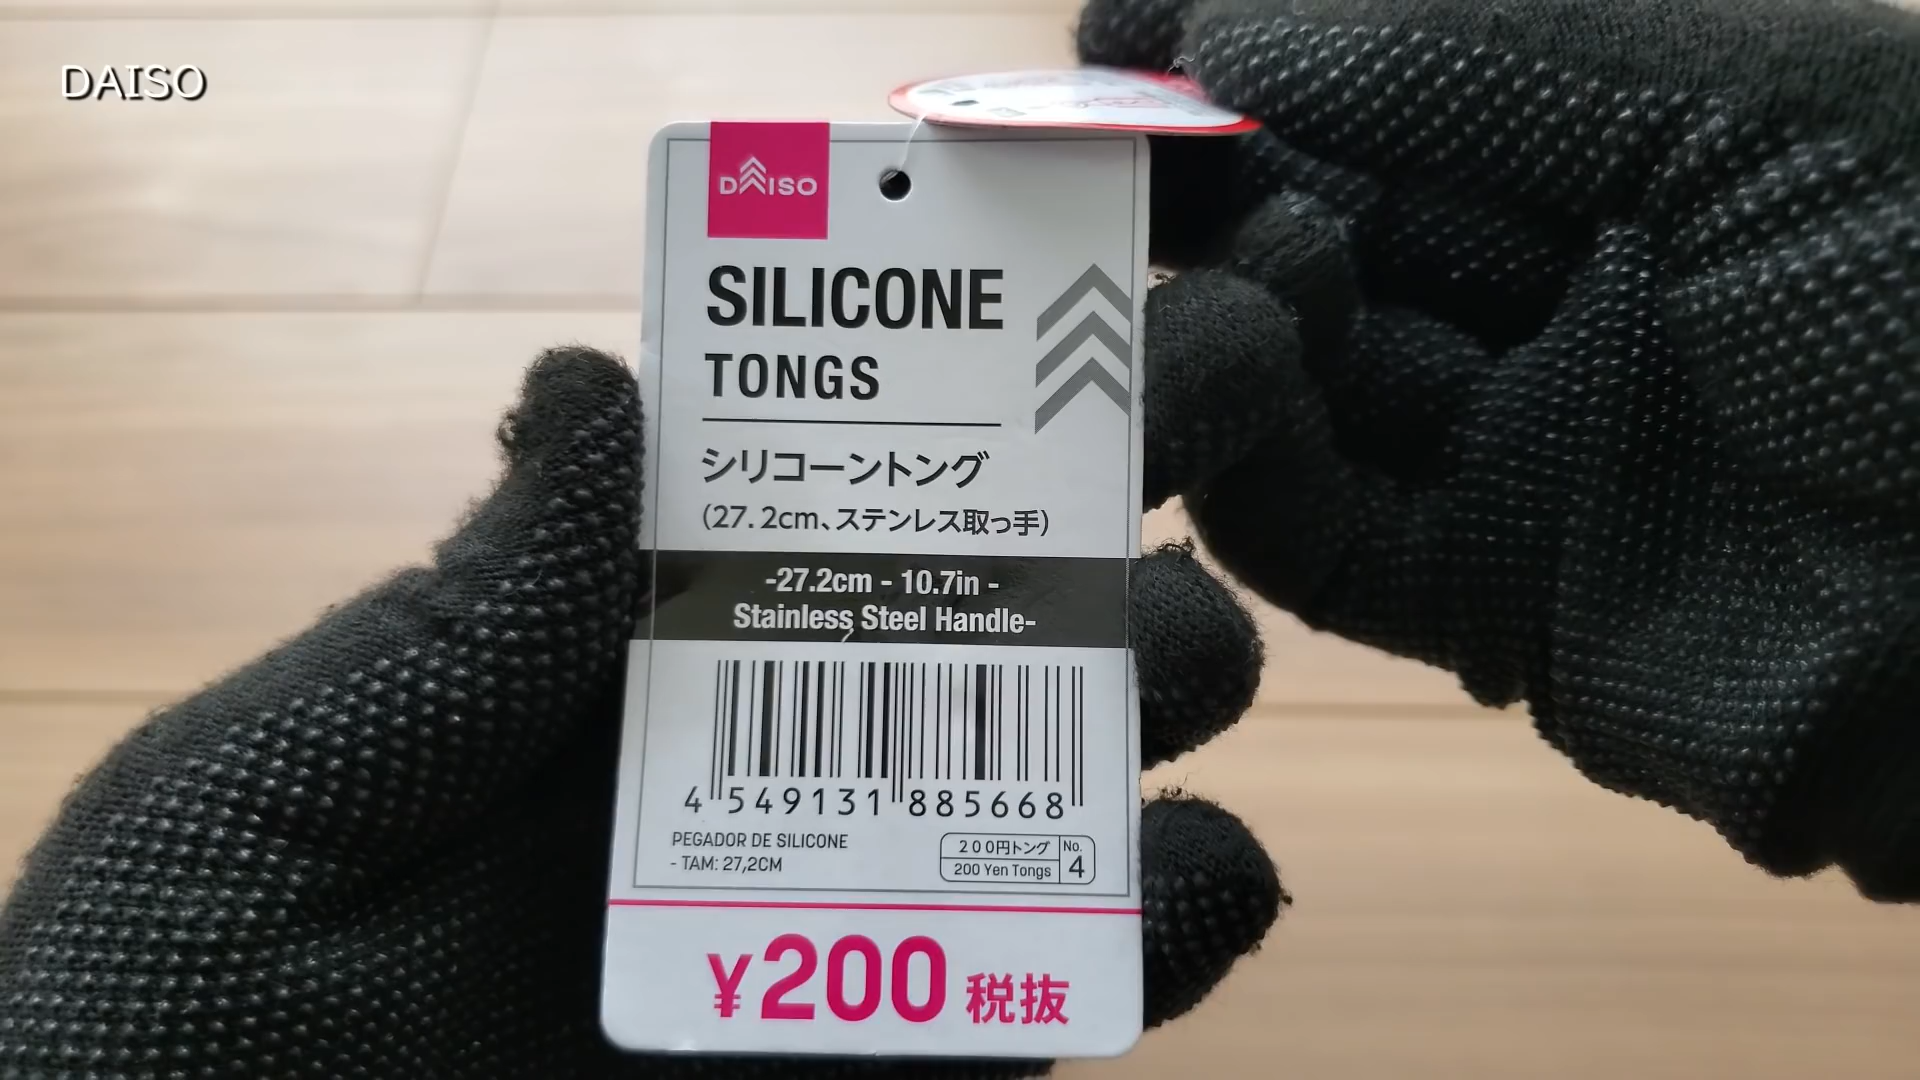 DAISO
DAISO
SILICONE
TONGS
シリコーントング
(27.2cm、ステンレス取っ手)
-27.2cm - 10.7in -
Stainless Steel Handle-
4 549131 885668
PEGADOR DE SILICONE
- TAM: 27,2CM
200円トング
200 Yen Tongs
No.
4
¥200 税抜